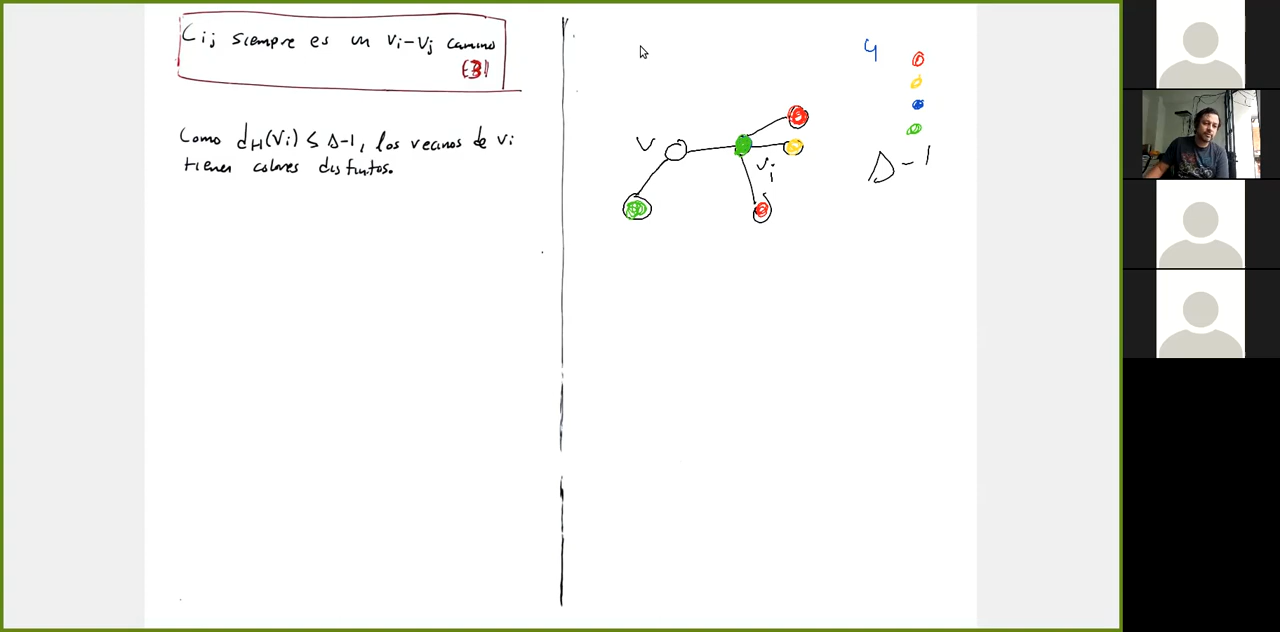 Cij siempre es un Vi-Vj camino
(3)
Como dH(Vi) ≤ Δ-1, los vecinos de Vi
tienen colores distintos.
V
Vi
4
Δ-1